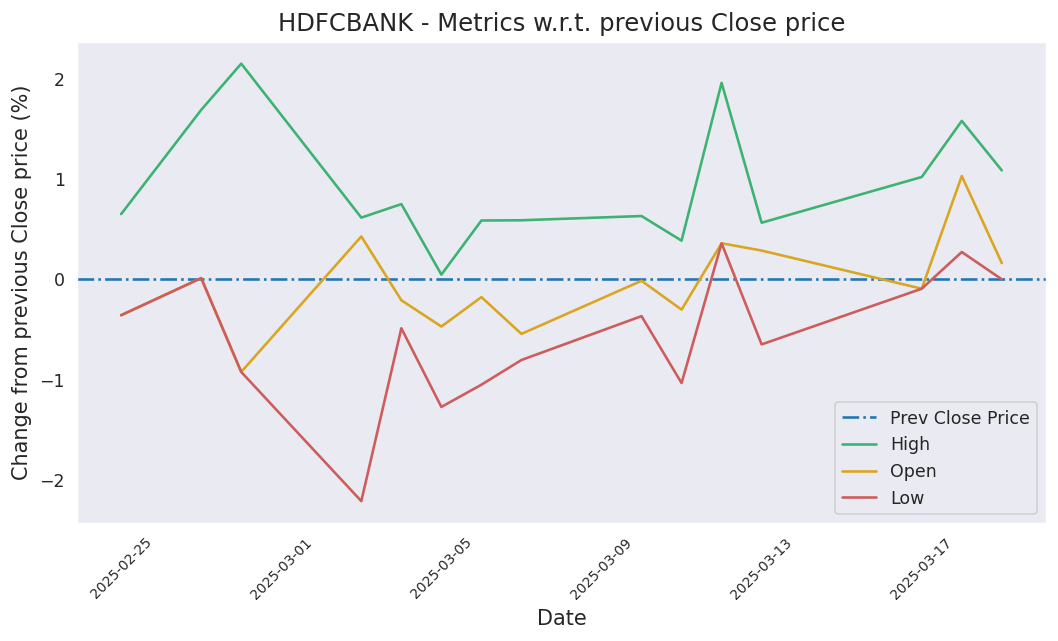 HDFCBANK - Metrics w.r.t. previous Close price
Change from previous Close price (%)
2
1
0
−1
−2
Prev Close Price
High
Open
Low
2025-02-25
2025-03-01
2025-03-05
2025-03-09
2025-03-13
2025-03-17
Date